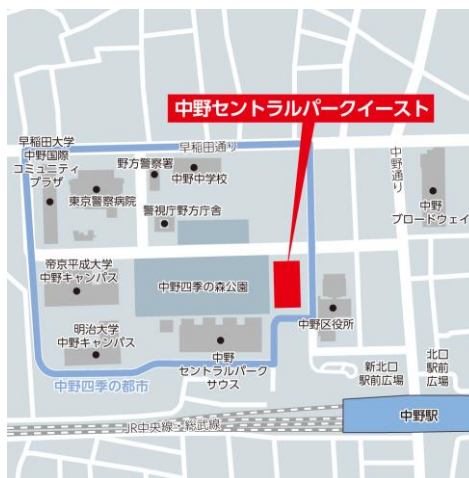 中野セントラルパークイースト
早稲田通り
早稲田大学
中野国際
コミュニティ
プラザ
東京警察病院
野方警察署
中野中学校
警視庁野方庁舎
中野通り
中野
ブロードウェイ
帝京平成大学
中野キャンパス
中野四季の森公園
明治大学
中野キャンパス
中野
セントラルパーク
サウス
中野区役所
中野四季の都市
新北口
駅前広場
北口
駅前
広場
中野駅
JR中央線・総武線